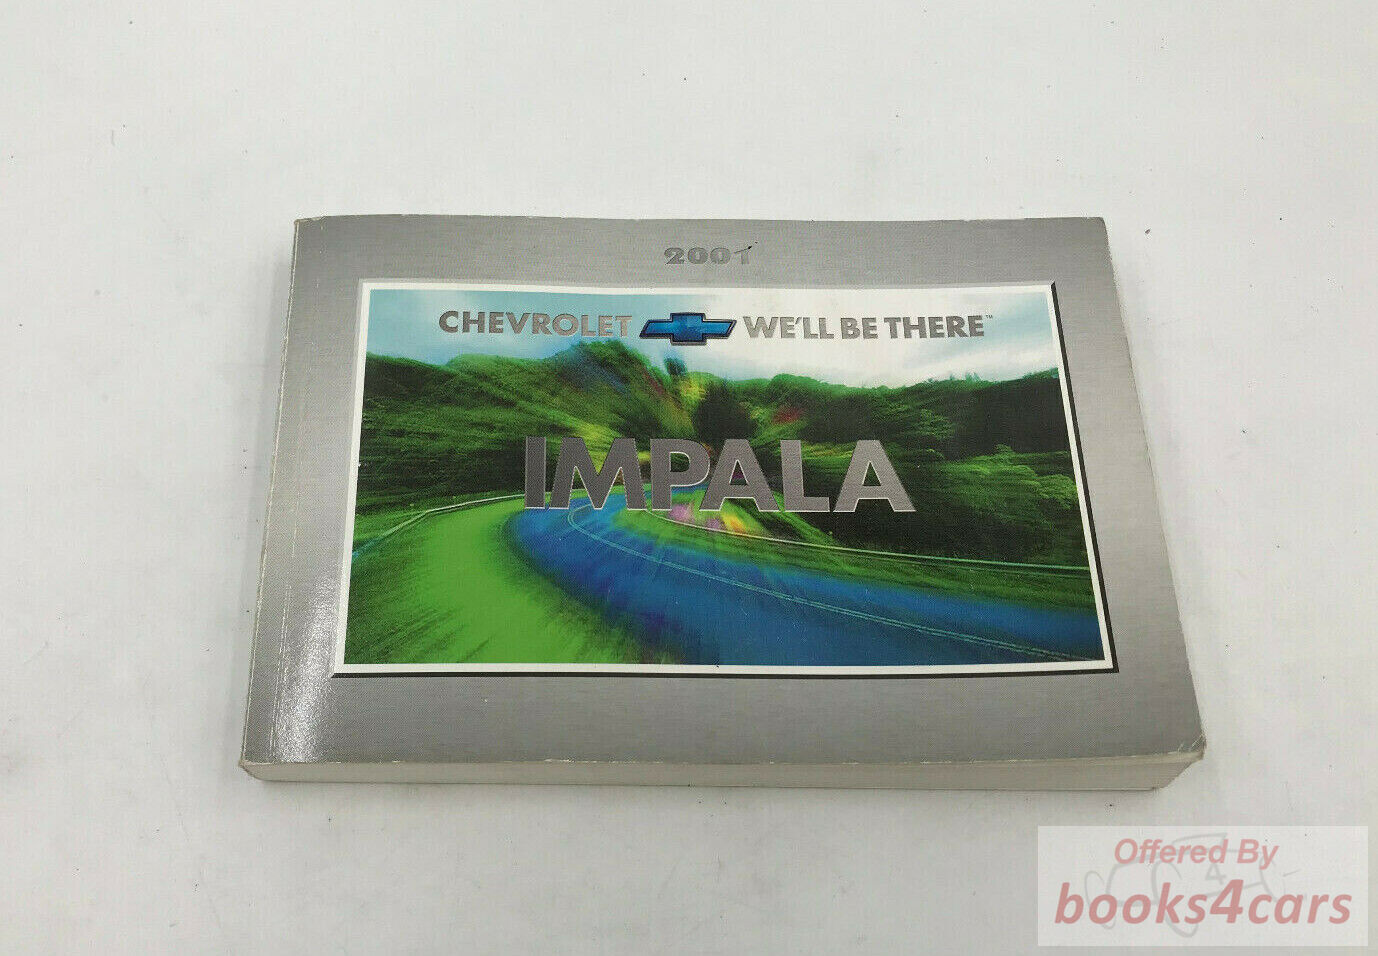 2001
CHEVROLET WE'LL BE THERE™
IMPALA
Offered By
books4cars